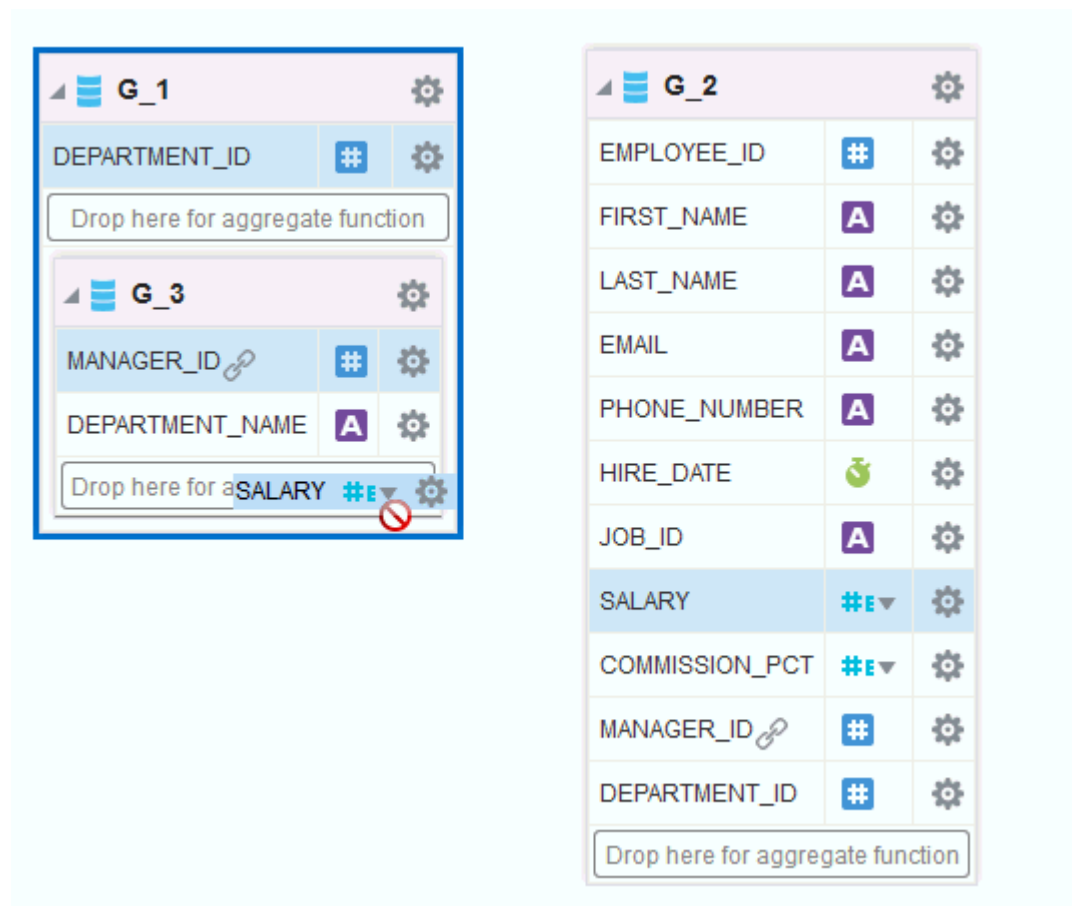 G_1
DEPARTMENT_ID #
Drop here for aggregate function
G_3
MANAGER_ID #
DEPARTMENT_NAME A
Drop here for a
SALARY #E
G_2
EMPLOYEE_ID #
FIRST_NAME A
LAST_NAME A
EMAIL A
PHONE_NUMBER A
HIRE_DATE
JOB_ID A
SALARY #E
COMMISSION_PCT #E
MANAGER_ID #
DEPARTMENT_ID #
Drop here for aggregate function